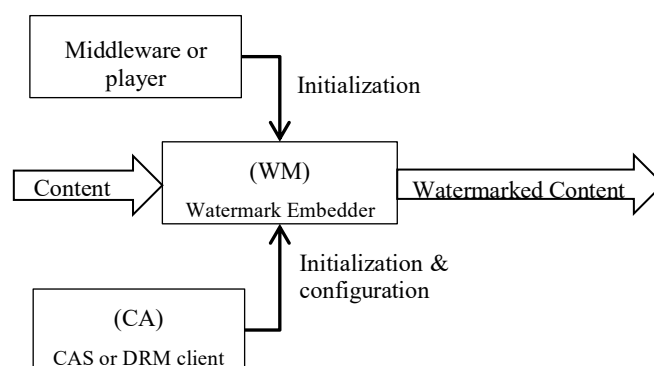 Middleware or
player
Initialization
(WM)
Content
Watermark Embedder
Watermarked Content
Initialization &
configuration
(CA)
CAS or DRM client